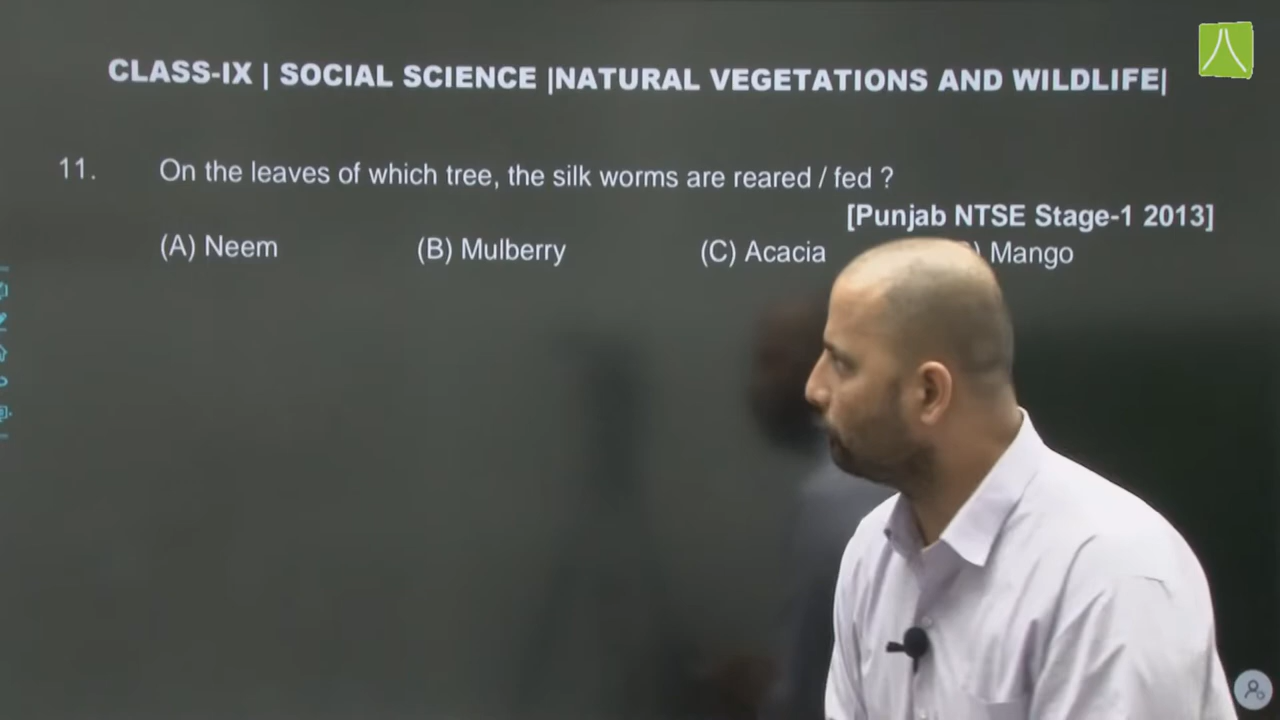 CLASS-IX | SOCIAL SCIENCE |NATURAL VEGETATIONS AND WILDLIFE|
11. On the leaves of which tree, the silk worms are reared / fed ?
[Punjab NTSE Stage-1 2013]
(A) Neem (B) Mulberry (C) Acacia ) Mango